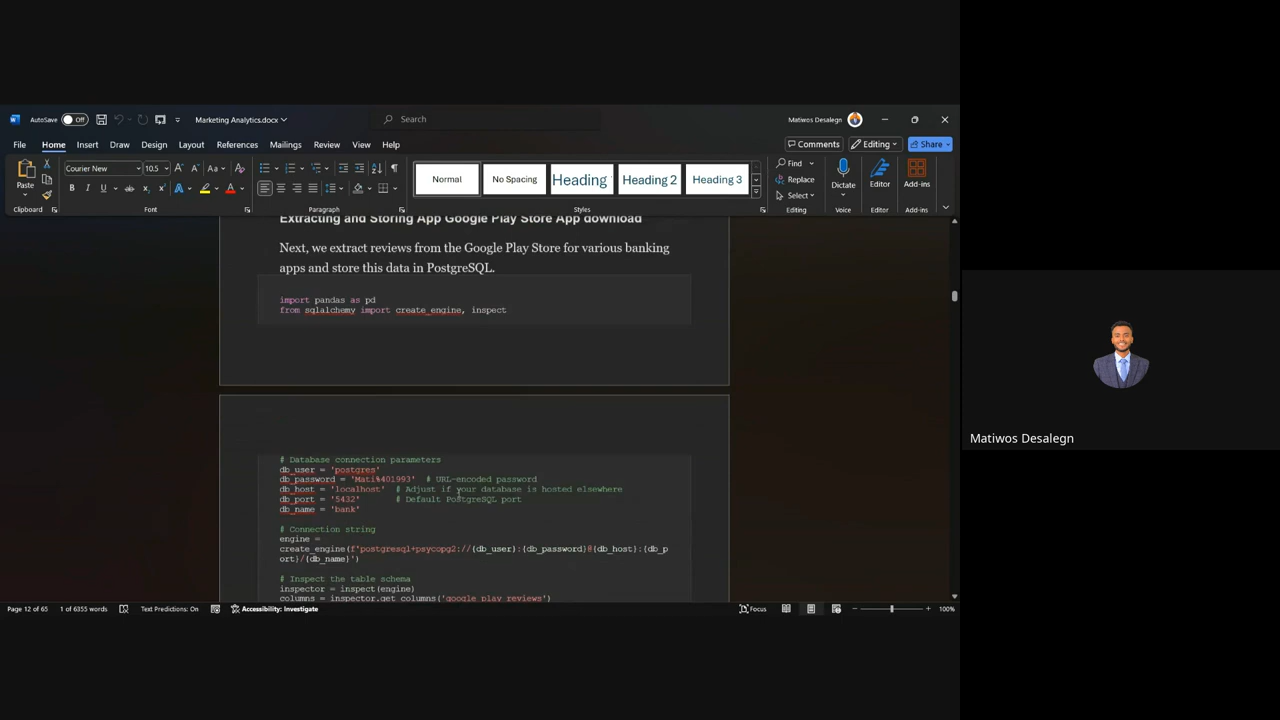 AutoSave Off Marketing Analytics.docx Search Matiwos Desalegn
File Home Insert Draw Design Layout References Mailings Review View Help Comments Editing Share
Paste Courier New 10.5 Normal No Spacing Heading Heading 2 Heading 3 Find Replace Select Dictate Editor Add-ins
Clipboard Font Paragraph Styles Editing Voice Editor Add-ins
Extracting and Storing App Google Play Store App download
Next, we extract reviews from the Google Play Store for various banking
apps and store this data in PostgreSQL.
import pandas as pd
from sqlalchemy import create_engine, inspect
# Database connection parameters
db_user = 'postgres'
db_password = 'Mati%401993' # URL-encoded password
db_host = 'localhost' # Adjust if your database is hosted elsewhere
db_port = '5432' # Default PostgreSQL port
db_name = 'bank'
# Connection string
engine =
create_engine(f'postgresql+psycopg2://{db_user}:{db_password}@{db_host}:{db_p
ort}/{db_name}')
# Inspect the table schema
inspector = inspect(engine)
columns = inspector.get_columns('google_play_reviews')
Page 12 of 65 1 of 6355 words Text Predictions: On Accessibility: Investigate Focus 100%
Matiwos Desalegn